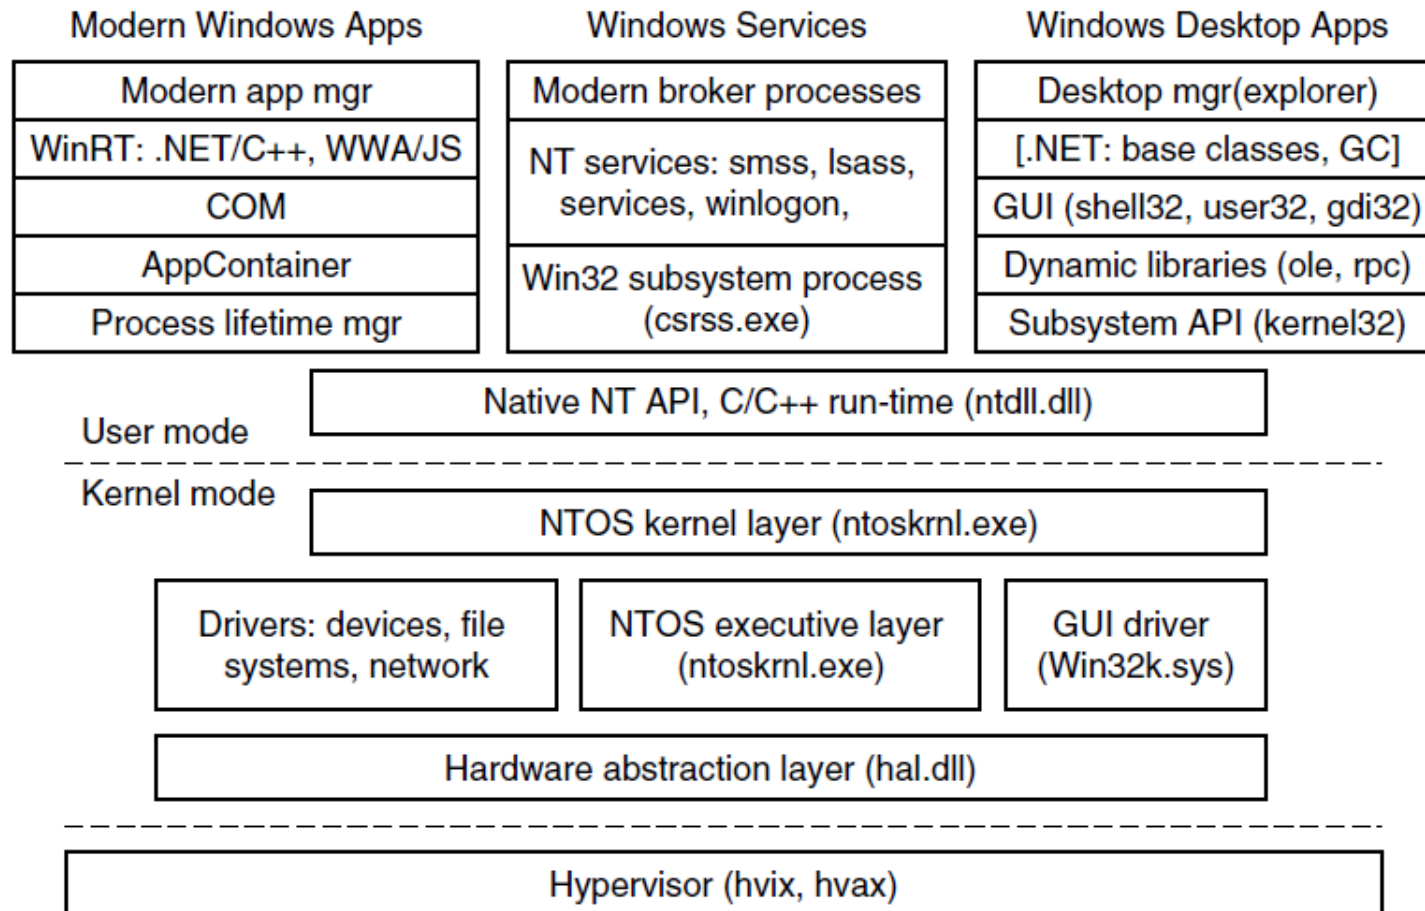 Modern Windows Apps
Windows Services
Windows Desktop Apps
Modern app mgr
WinRT: .NET/C++, WWA/JS
COM
AppContainer
Process lifetime mgr
Modern broker processes
NT services: smss, lsass,
services, winlogon,
Win32 subsystem process
(csrss.exe)
Desktop mgr(explorer)
[.NET: base classes, GC]
GUI (shell32, user32, gdi32)
Dynamic libraries (ole, rpc)
Subsystem API (kernel32)
Native NT API, C/C++ run-time (ntdll.dll)
User mode
Kernel mode
NTOS kernel layer (ntoskrnl.exe)
Drivers: devices, file
systems, network
NTOS executive layer
(ntoskrnl.exe)
GUI driver
(Win32k.sys)
Hardware abstraction layer (hal.dll)
Hypervisor (hvix, hvax)